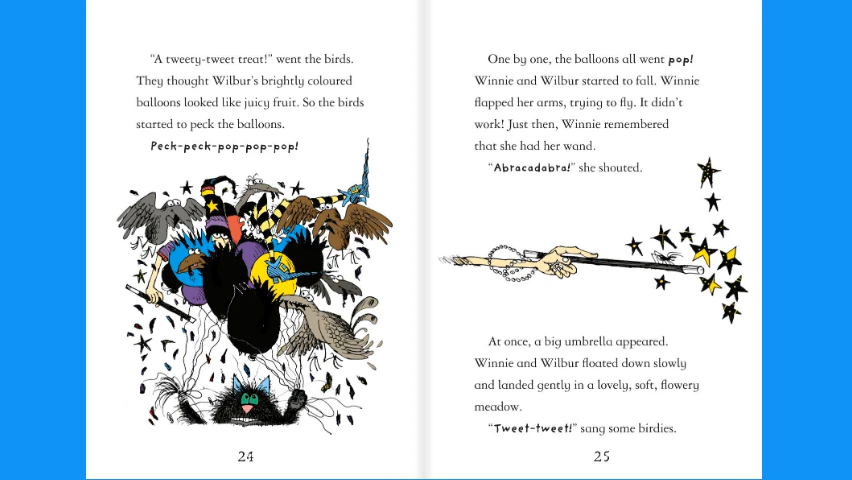 "A tweety-tweet treat!" went the birds.
They thought Wilbur's brightly coloured
balloons looked like juicy fruit. So the birds
started to peck the balloons.
Peck-peck-pop-pop-pop!
24
One by one, the balloons all went pop!
Winnie and Wilbur started to fall. Winnie
flapped her arms, trying to fly. It didn't
work! Just then, Winnie remembered
that she had her wand.
"Abracadabra!" she shouted.
At once, a big umbrella appeared.
Winnie and Wilbur floated down slowly
and landed gently in a lovely, soft, flowery
meadow.
"Tweet-tweet!" sang some birdies.
25